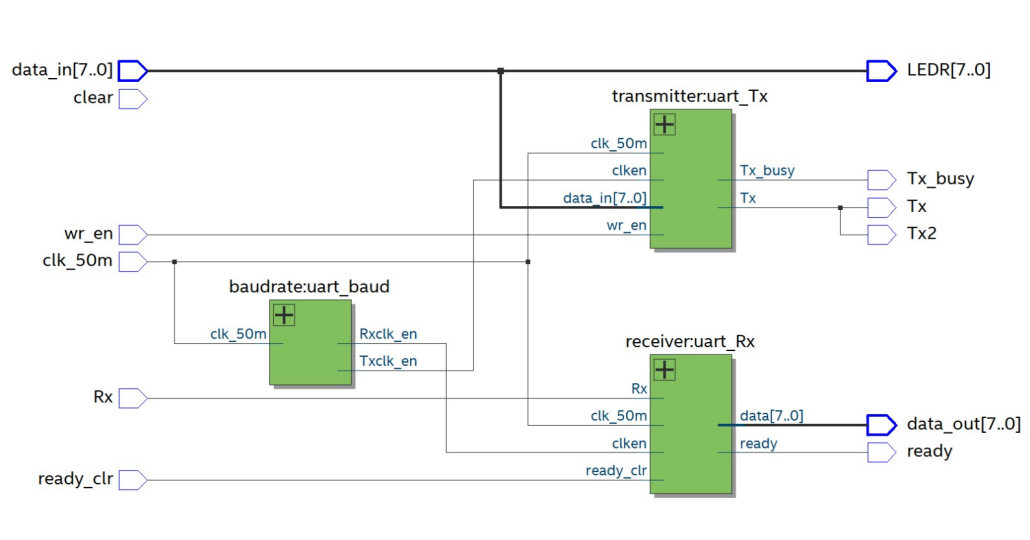 data_in[7..0]
LEDR[7..0]
clear
transmitter:uart_Tx
clk_50m
clken
Tx_busy
Tx_busy
data_in[7..0]
Tx
Tx
wr_en
wr_en
Tx2
clk_50m
baudrate:uart_baud
clk_50m
Rxclk_en
Txclk_en
receiver:uart_Rx
Rx
Rx
clk_50m
data[7..0]
data_out[7..0]
clken
ready
ready
ready_clr
ready_clr